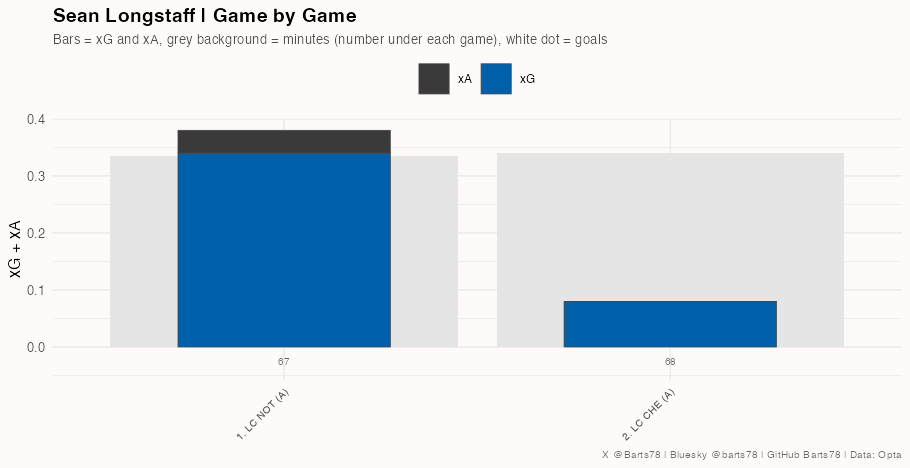 Sean Longstaff | Game by Game
Bars = xG and xA, grey background = minutes (number under each game), white dot = goals
xA xG
xG + xA
0.4
0.3
0.2
0.1
0.0
67 68
1. LC NOT (A) 2. LC CHE (A)
X @Barts78 | Bluesky @barts78 | GitHub Barts78 | Data: Opta